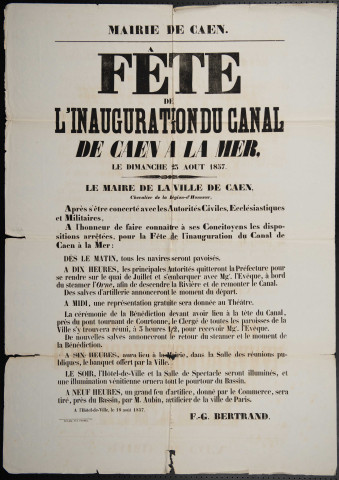 MAIRIE DE CAEN.
FÊTE
DE
L'INAUGURATION DU CANAL
DE CAEN A LA MER,
LE DIMANCHE 23 AOUT 1857.
LE MAIRE DE LA VILLE DE CAEN,
Chevalier de la Légion-d'Honneur,
Après s'être concerté avec les Autorités Civiles, Ecclésiastiques
et Militaires,
A l'honneur de faire connaître à ses Concitoyens les dispo-
sitions arrêtées, pour la Fête de l'inauguration du Canal de
Caen à la Mer:
DÈS LE MATIN, tous les navires seront pavoisés.
A DIX HEURES, les principales Autorités quitteront la Préfecture pour
se rendre sur le quai de Juillet et s'embarquer avec Mgr. l'Evêque, à bord
du steamer l'Orne, afin de descendre la Rivière et de remonter le Canal.
Des salves d'artillerie annonceront le moment du départ.
A MIDI, une représentation gratuite sera donnée au Théâtre.
La cérémonie de la Bénédiction devant avoir lieu à la tête du Canal,
près du pont tournant de Courtonne, le Clergé de toutes les paroisses de la
Ville s'y trouvera réuni, à 3 heures 1/2, pour recevoir Mgr. l'Evêque.
De nouvelles salves annonceront le retour du steamer et le moment de
la Bénédiction.
A SIX HEURES, aura lieu à la Mairie, dans la Salle des réunions pu-
bliques, le banquet offert par la Ville.
LE SOIR, l'Hôtel-de-Ville et la Salle de Spectacle seront illuminés, et
une illumination vénitienne ornera tout le pourtour du Bassin.
A NEUF HEURES, un grand feu d'artifice, donné par le Commerce, sera
tiré, près du Bassin, par M. Aubin, artificier de la ville de Paris.
A l'Hôtel-de-Ville, le 19 août 1857.
F.-G. BERTRAND.